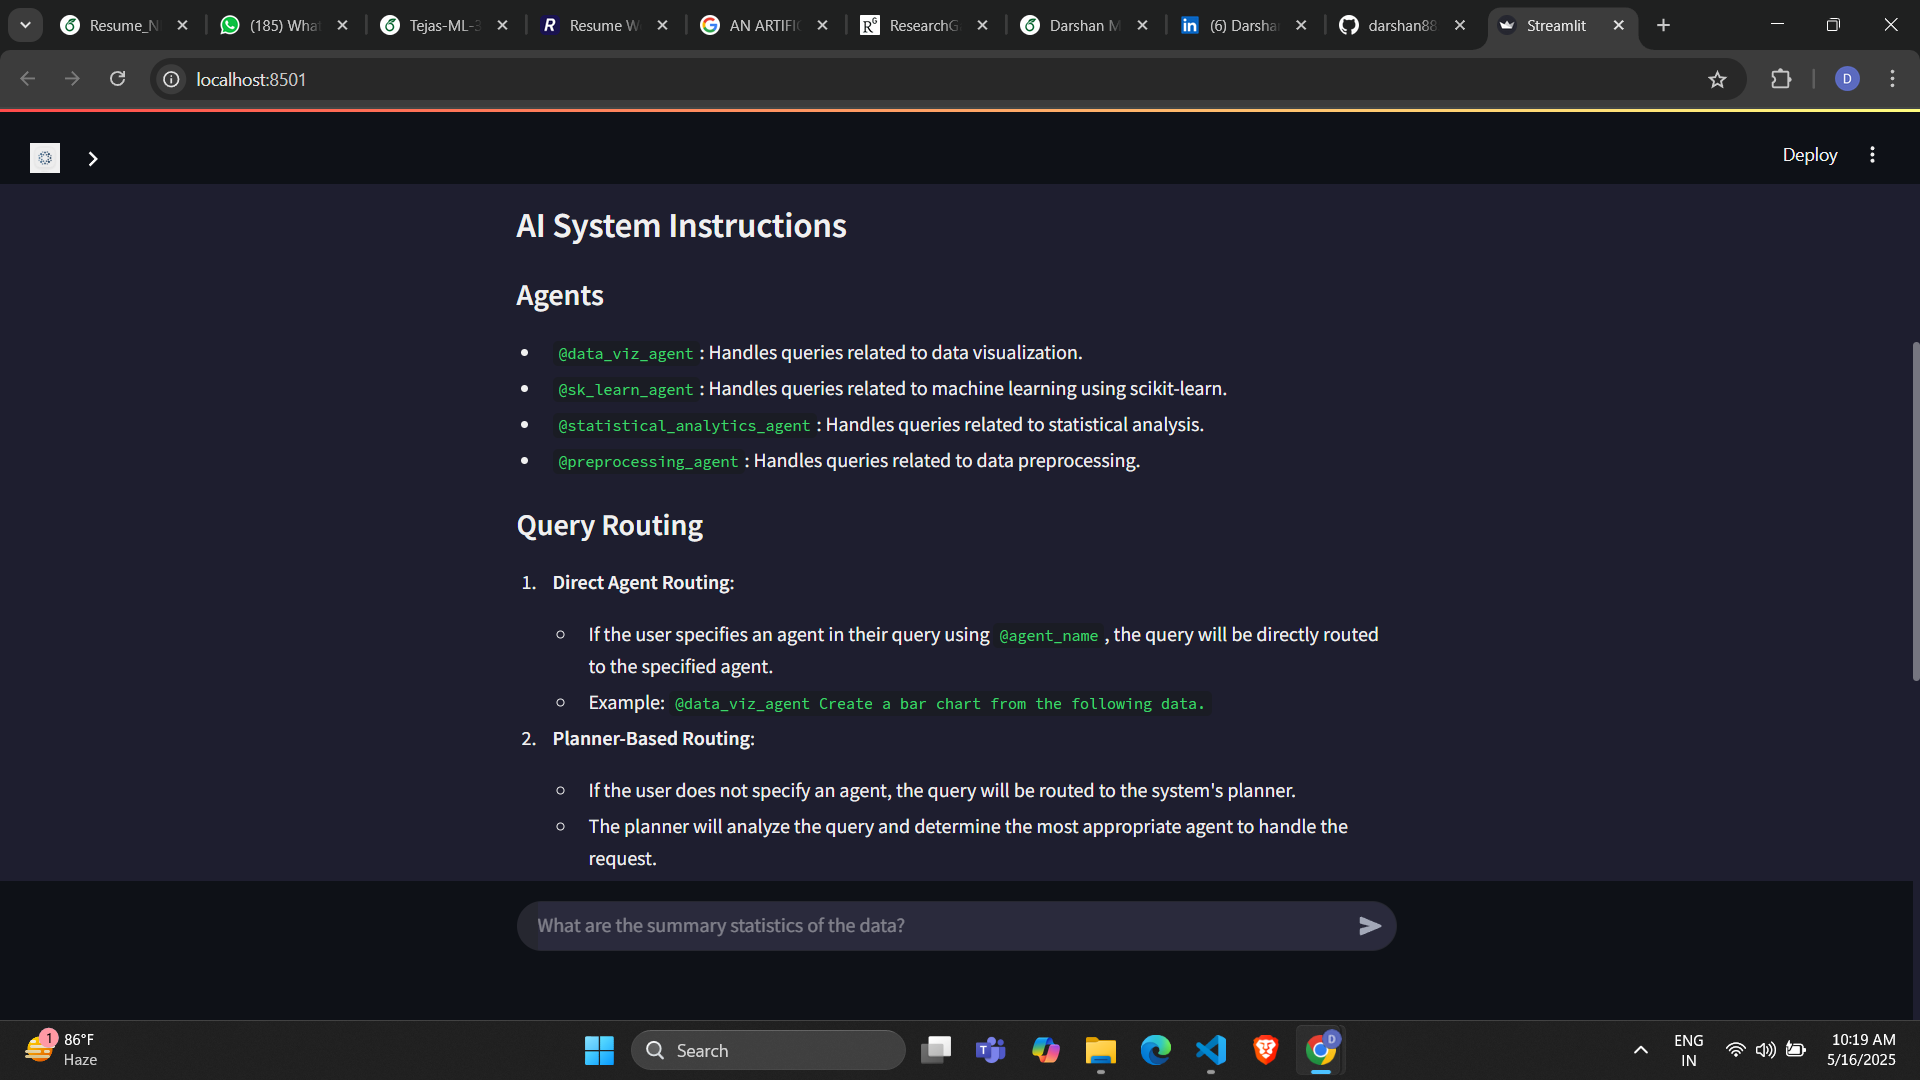 Resume_N
(185) What
Tejas-ML-3
Resume W
AN ARTIFIC
ResearchG
Darshan M
(6) Darsha
darshan88
Streamlit
localhost:8501
D
Deploy
AI System Instructions
Agents
@data_viz_agent : Handles queries related to data visualization.
@sk_learn_agent : Handles queries related to machine learning using scikit-learn.
@statistical_analytics_agent : Handles queries related to statistical analysis.
@preprocessing_agent : Handles queries related to data preprocessing.
Query Routing
1. Direct Agent Routing:
If the user specifies an agent in their query using @agent_name , the query will be directly routed
to the specified agent.
Example: @data_viz_agent Create a bar chart from the following data.
2. Planner-Based Routing:
If the user does not specify an agent, the query will be routed to the system's planner.
The planner will analyze the query and determine the most appropriate agent to handle the
request.
What are the summary statistics of the data?
1
86°F
Haze
Search
D
ENG
IN
10:19 AM
5/16/2025